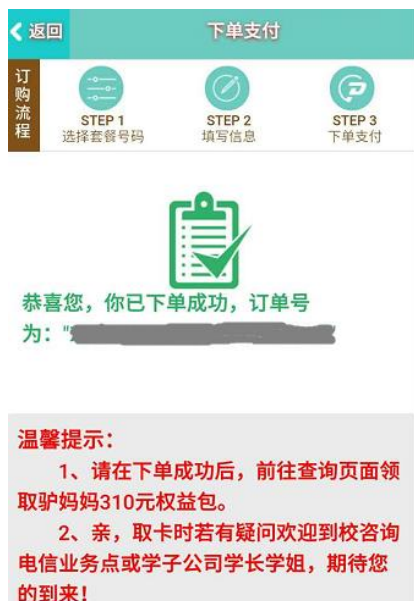 返回
下单支付
订购流程
STEP 1
选择套餐号码
STEP 2
填写信息
STEP 3
下单支付
恭喜您，你已下单成功，订单号
为："
温馨提示：
1、请在下单成功后，前往查询页面领
取驴妈妈310元权益包。
2、亲，取卡时若有疑问欢迎到校咨询
电信业务点或学子公司学长学姐，期待您
的到来！